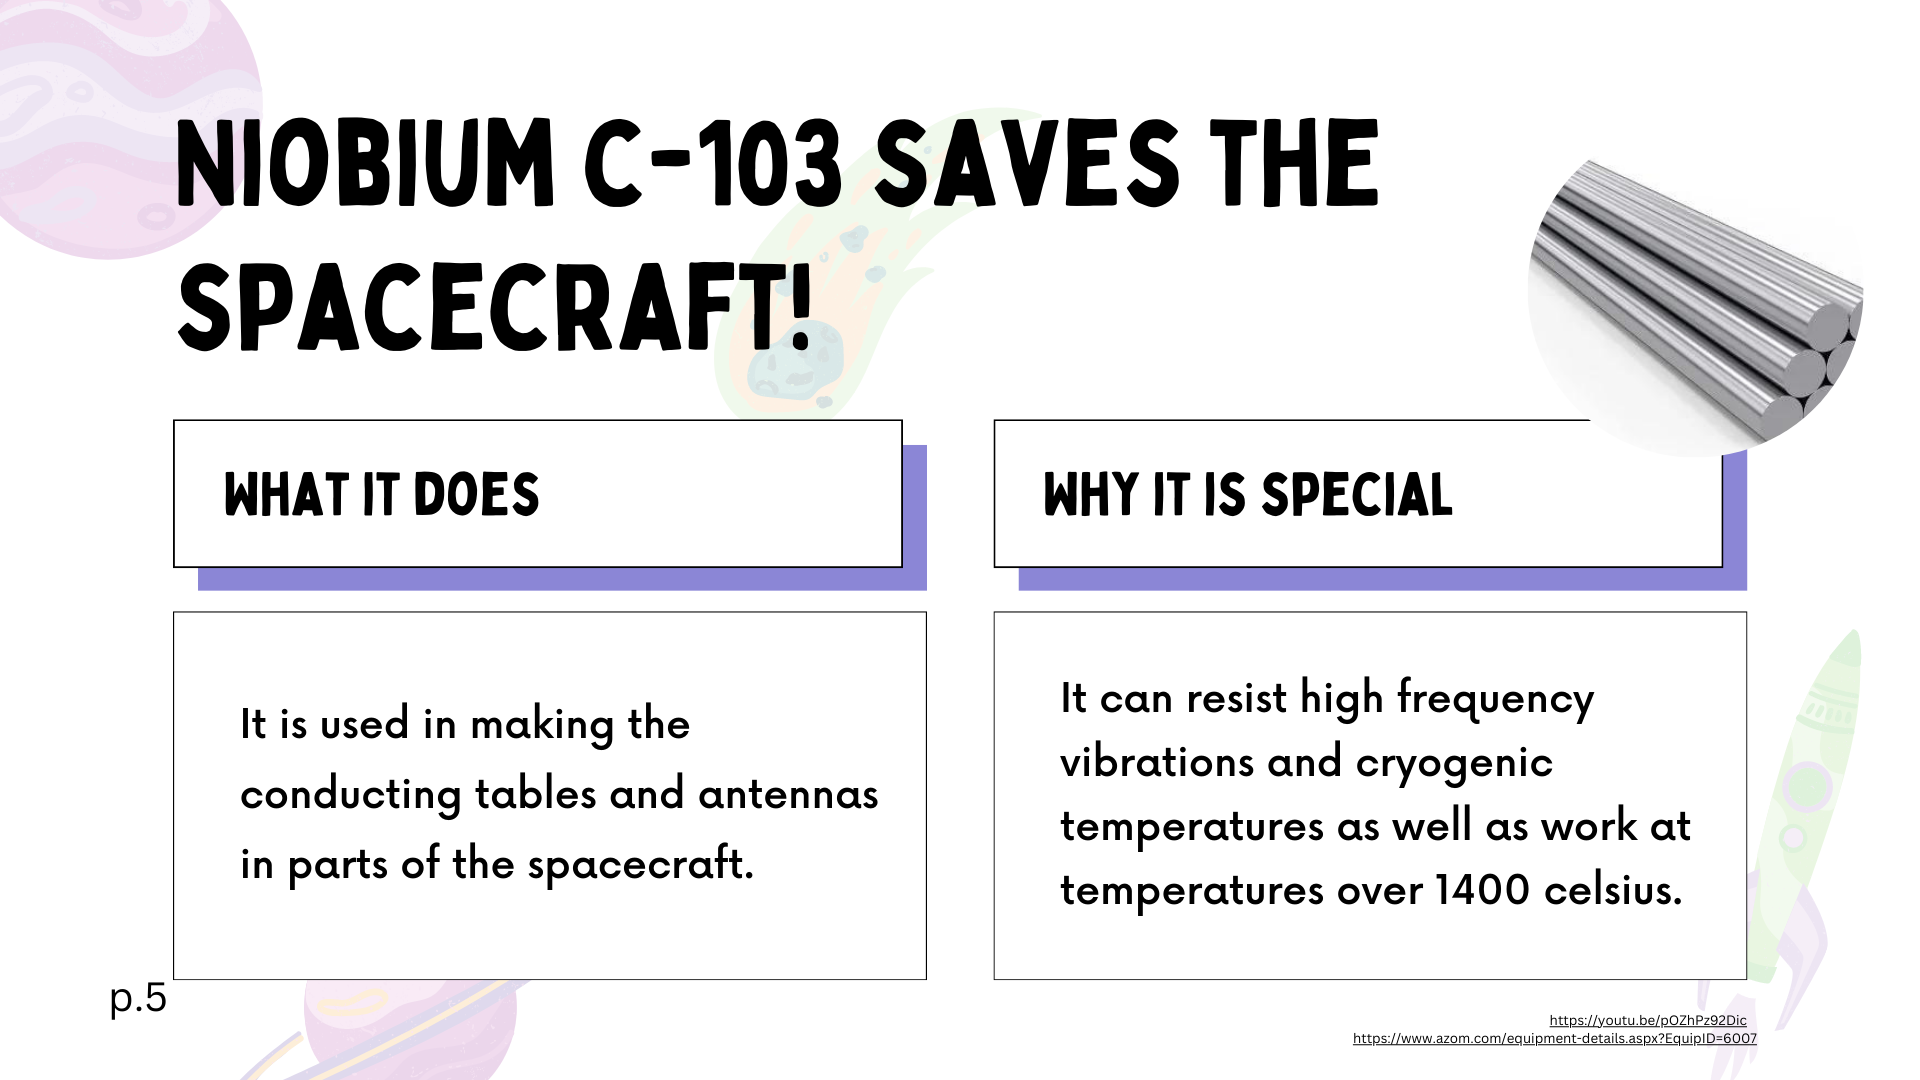 NIOBIUM C-103 SAVES THE
SPACECRAFT!
WHAT IT DOES
It is used in making the
conducting tables and antennas
in parts of the spacecraft.
WHY IT IS SPECIAL
It can resist high frequency
vibrations and cryogenic
temperatures as well as work at
temperatures over 1400 celsius.
p.5
https://youtu.be/pOZhPz92Dic
https://www.azom.com/equipment-details.aspx?EquipID=6007